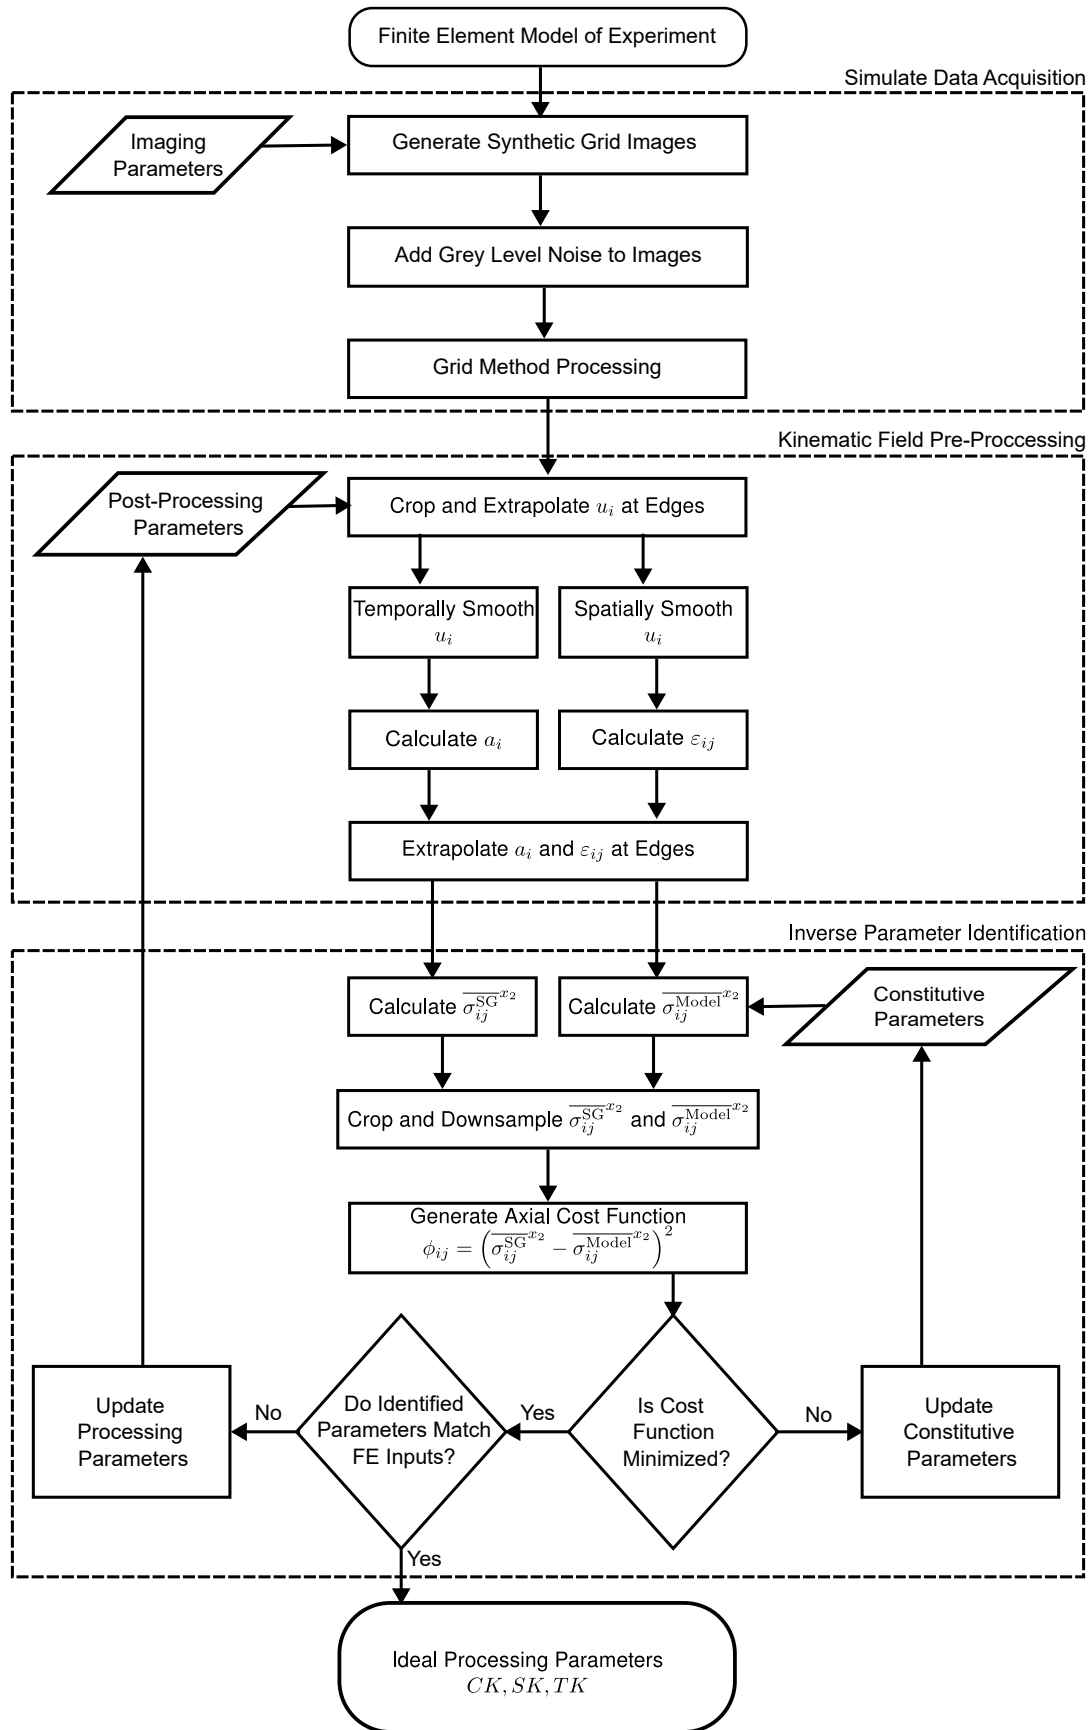 Finite Element Model of Experiment
Simulate Data Acquisition
Imaging
Parameters
Generate Synthetic Grid Images
Add Grey Level Noise to Images
Grid Method Processing
Kinematic Field Pre-Proccessing
Post-Processing
Parameters
Crop and Extrapolate $u_i$ at Edges
Temporally Smooth
$u_i$
Spatially Smooth
$u_i$
Calculate $a_i$
Calculate $\varepsilon_{ij}$
Extrapolate $a_i$ and $\varepsilon_{ij}$ at Edges
Inverse Parameter Identification
Calculate $\overline{\sigma_{ij}^{\mathrm{SG}}}^{x_2}$
Calculate $\overline{\sigma_{ij}^{\mathrm{Model}}}^{x_2}$
Constitutive
Parameters
Crop and Downsample $\overline{\sigma_{ij}^{\mathrm{SG}}}^{x_2}$ and $\overline{\sigma_{ij}^{\mathrm{Model}}}^{x_2}$
Generate Axial Cost Function
$\phi_{ij} = \left(\overline{\sigma_{ij}^{\mathrm{SG}}}^{x_2} - \overline{\sigma_{ij}^{\mathrm{Model}}}^{x_2}\right)^2$
Update
Processing
Parameters
No
Do Identified
Parameters Match
FE Inputs?
Yes
Is Cost
Function
Minimized?
No
Update
Constitutive
Parameters
Yes
Ideal Processing Parameters
$CK, SK, TK$